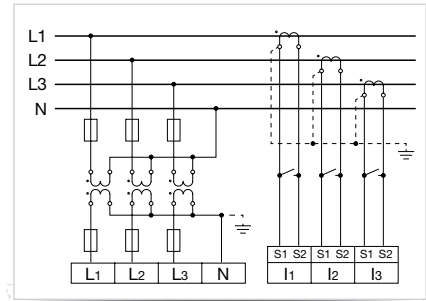 L1
L2
L3
N
S1 S2 S1 S2 S1 S2
L1 L2 L3 N I1 I2 I3